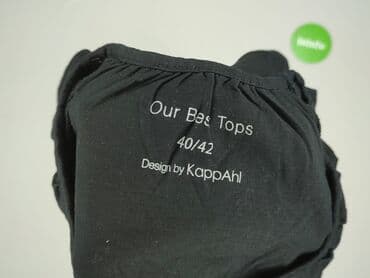 Our Bes Tops
40/42
Design by KappAhl